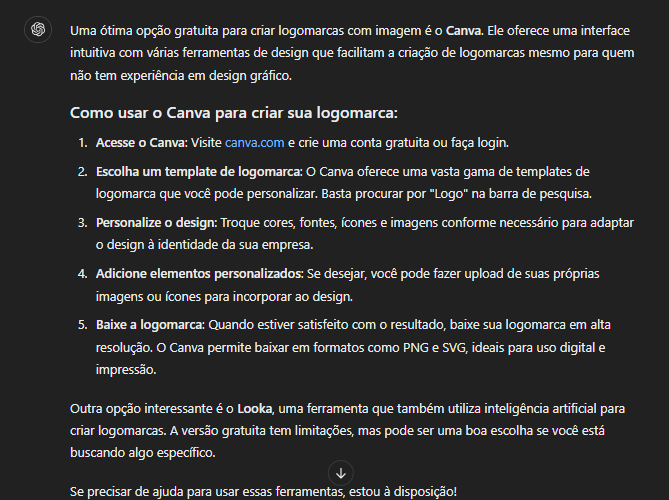 Uma ótima opção gratuita para criar logomarcas com imagem é o Canva. Ele oferece uma interface
intuitiva com várias ferramentas de design que facilitam a criação de logomarcas mesmo para quem
não tem experiência em design gráfico.
Como usar o Canva para criar sua logomarca:
1. Acesse o Canva: Visite canva.com e crie uma conta gratuita ou faça login.
2. Escolha um template de logomarca: O Canva oferece uma vasta gama de templates de
logomarca que você pode personalizar. Basta procurar por "Logo" na barra de pesquisa.
3. Personalize o design: Troque cores, fontes, ícones e imagens conforme necessário para adaptar
o design à identidade da sua empresa.
4. Adicione elementos personalizados: Se desejar, você pode fazer upload de suas próprias
imagens ou ícones para incorporar ao design.
5. Baixe a logomarca: Quando estiver satisfeito com o resultado, baixe sua logomarca em alta
resolução. O Canva permite baixar em formatos como PNG e SVG, ideais para uso digital e
impressão.
Outra opção interessante é o Looka, uma ferramenta que também utiliza inteligência artificial para
criar logomarcas. A versão gratuita tem limitações, mas pode ser uma boa escolha se você está
buscando algo específico.
Se precisar de ajuda para usar essas ferramentas, estou à disposição!